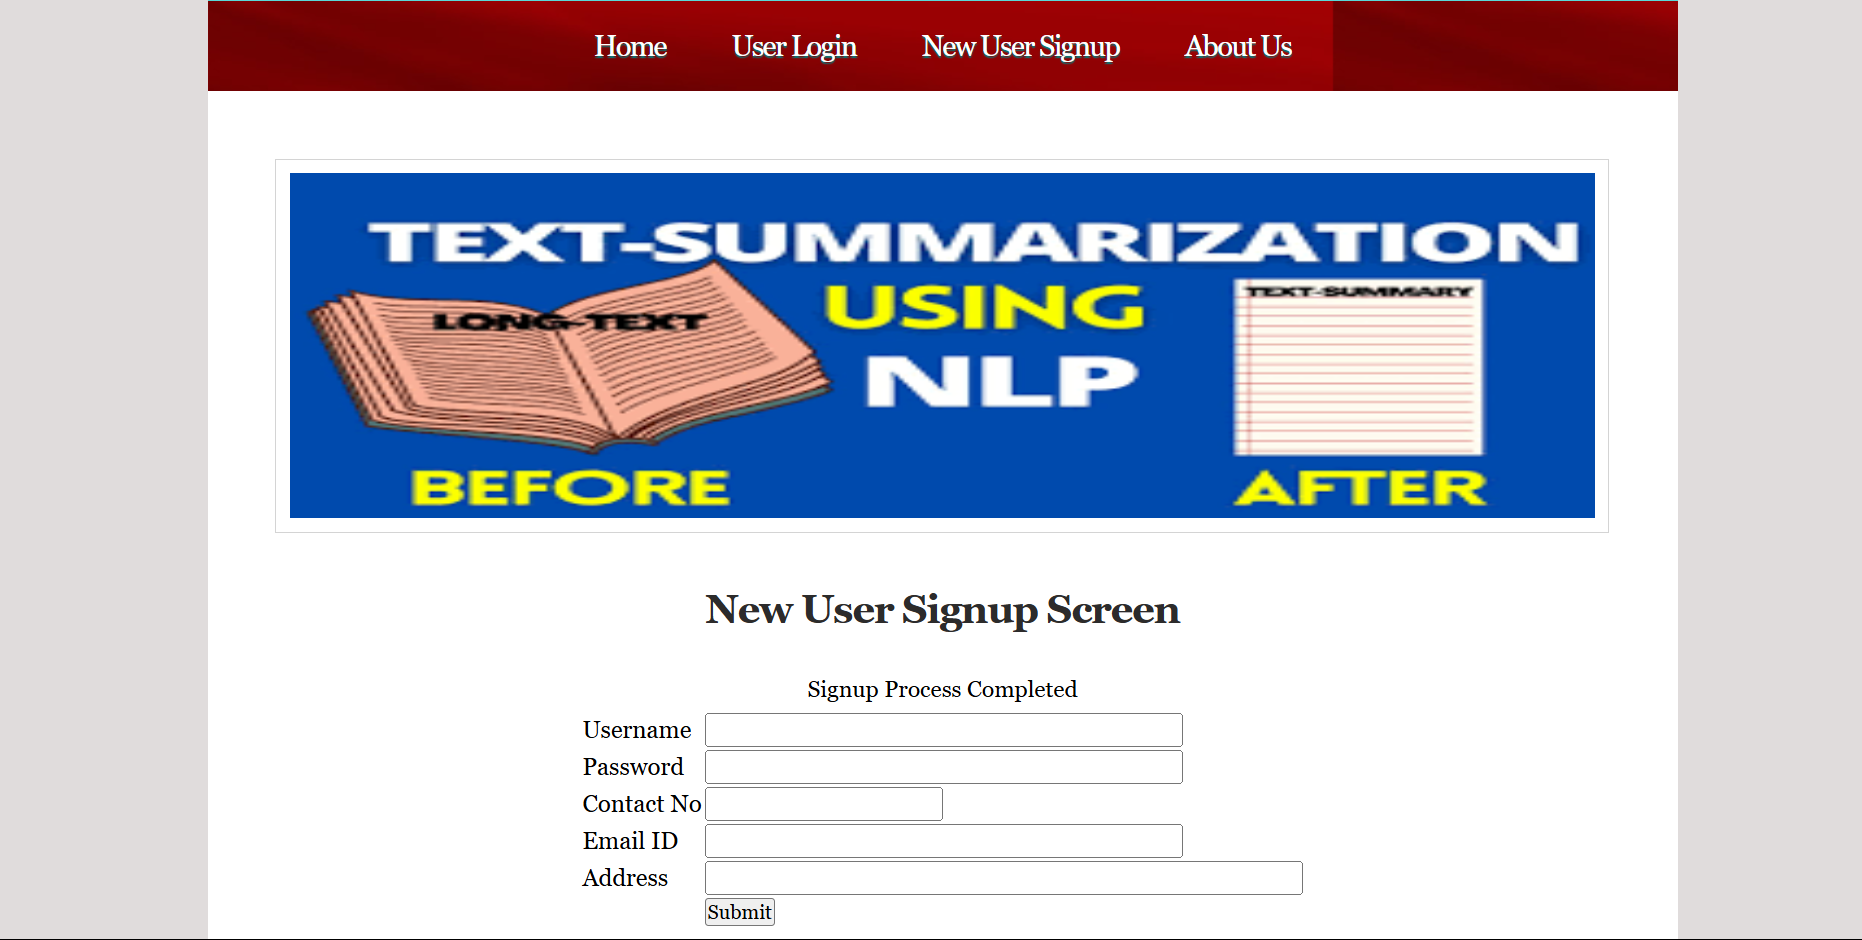 Home User Login New User Signup About Us
TEXT-SUMMARIZATION
USING
NLP
LONG-TEXT
TEXT-SUMMARY
BEFORE
AFTER
New User Signup Screen
Signup Process Completed
Username
Password
Contact No
Email ID
Address
Submit